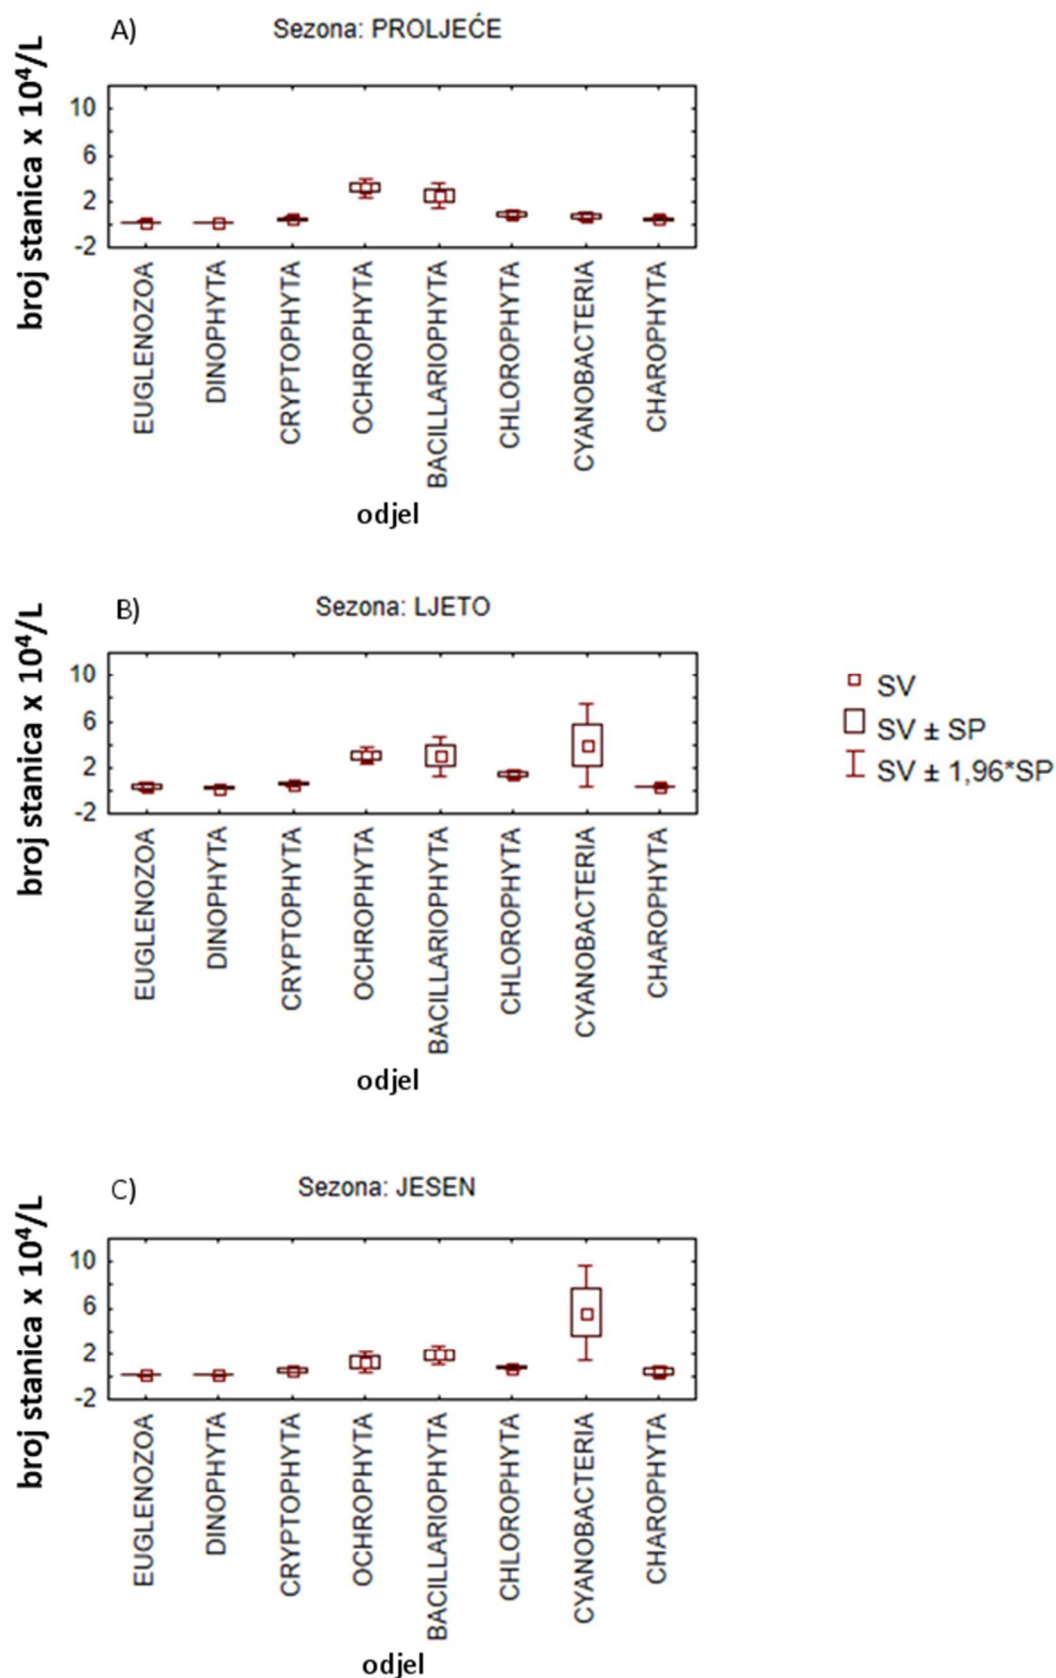 A)
Sezona: PROLJEĆE
broj stanica x 10⁴/L
10
6
2
-2
EUGLENOZOA
DINOPHYTA
CRYPTOPHYTA
OCHROPHYTA
BACILLARIOPHYTA
CHLOROPHYTA
CYANOBACTERIA
CHAROPHYTA
odjel
B)
Sezona: LJETO
broj stanica x 10⁴/L
10
6
2
-2
EUGLENOZOA
DINOPHYTA
CRYPTOPHYTA
OCHROPHYTA
BACILLARIOPHYTA
CHLOROPHYTA
CYANOBACTERIA
CHAROPHYTA
odjel
SV
SV ± SP
SV ± 1,96*SP
C)
Sezona: JESEN
broj stanica x 10⁴/L
10
6
2
-2
EUGLENOZOA
DINOPHYTA
CRYPTOPHYTA
OCHROPHYTA
BACILLARIOPHYTA
CHLOROPHYTA
CYANOBACTERIA
CHAROPHYTA
odjel